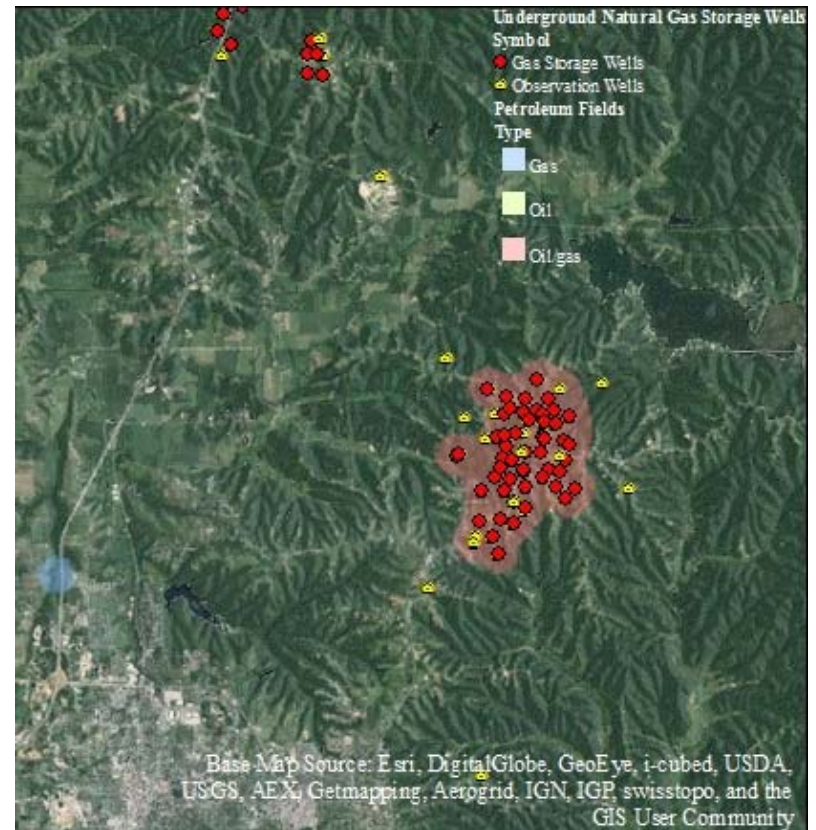 Underground Natural Gas Storage Wells
Symbol
Gas Storage Wells
Observation Wells
Petroleum Fields
Type
Gas
Oil
Oil/gas
Base Map Source: Esri, DigitalGlobe, GeoEye, i-cubed, USDA,
USGS, AEX, Getmapping, Aerogrid, IGN, IGP, swisstopo, and the
GIS User Community